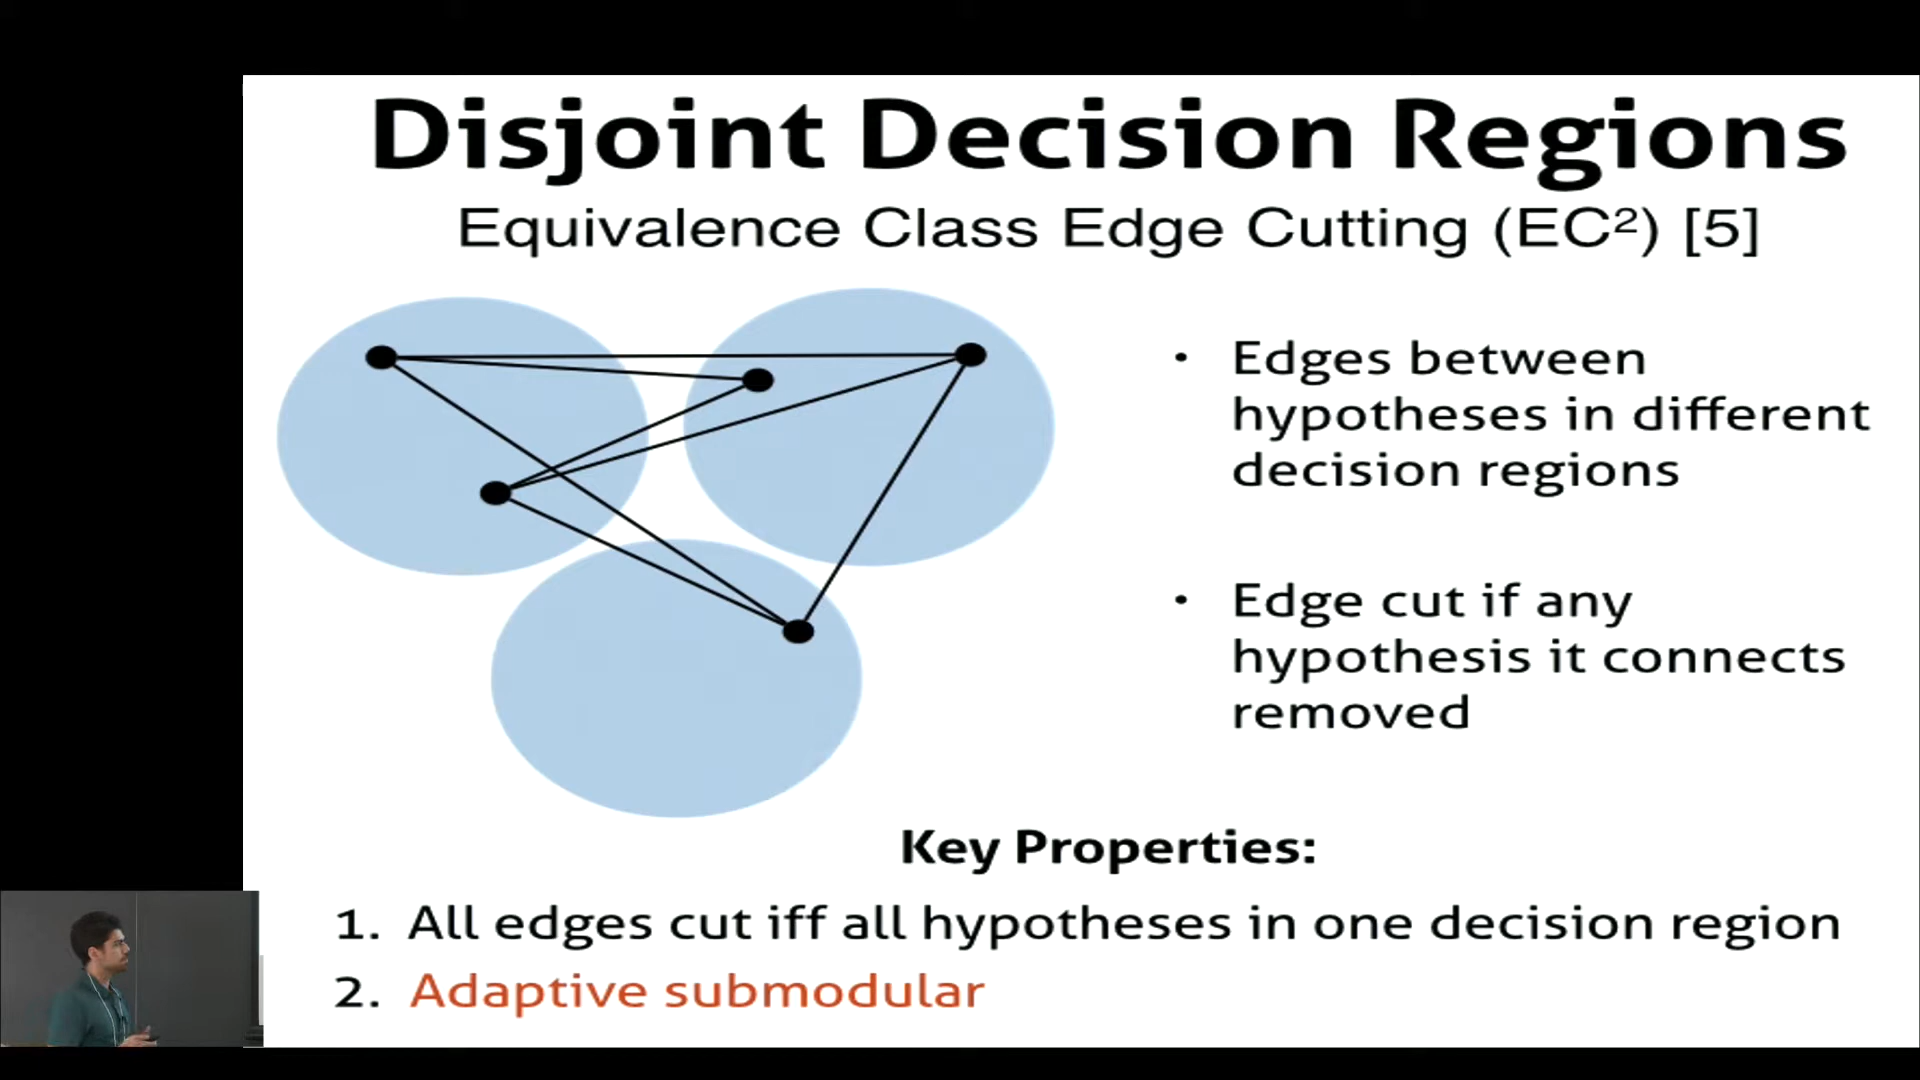 Disjoint Decision Regions
Equivalence Class Edge Cutting (EC²) [5]
• Edges between
hypotheses in different
decision regions
• Edge cut if any
hypothesis it connects
removed
Key Properties:
1. All edges cut iff all hypotheses in one decision region
2. Adaptive submodular